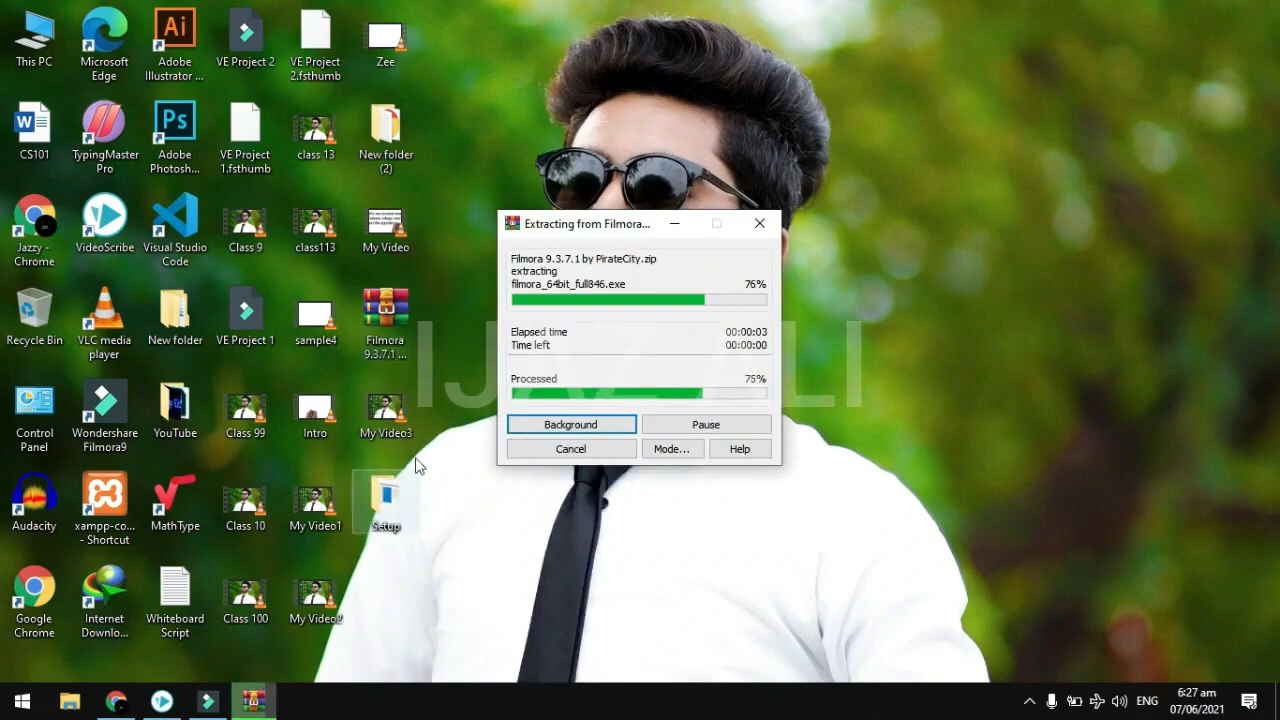 This PC
Microsoft
Edge
Adobe
Illustrator ...
VE Project 2
VE Project
2.fsthumb
Zee
CS101
TypingMaster
Pro
Adobe
Photosh...
VE Project
1.fsthumb
class 13
New folder
(2)
Jazzy -
Chrome
VideoScribe
Visual Studio
Code
Class 9
class113
My Video
Recycle Bin
VLC media
player
New folder
VE Project 1
sample4
Filmora
9.3.7.1 ...
Control
Panel
Wondershare
Filmora9
YouTube
Class 99
Intro
My Video3
Audacity
xampp-co...
- Shortcut
MathType
Class 10
My Video1
Setup
Google
Chrome
Internet
Downlo...
Whiteboard
Script
Class 100
My Video2
Ai
Ps
W
Extracting from Filmora...
Filmora 9.3.7.1 by PirateCity.zip
extracting
filmora_64bit_full846.exe 76%
Elapsed time 00:00:03
Time left 00:00:00
Processed 75%
Background Pause
Cancel Mode... Help
IJAZ ALI
ENG
6:27 am
07/06/2021